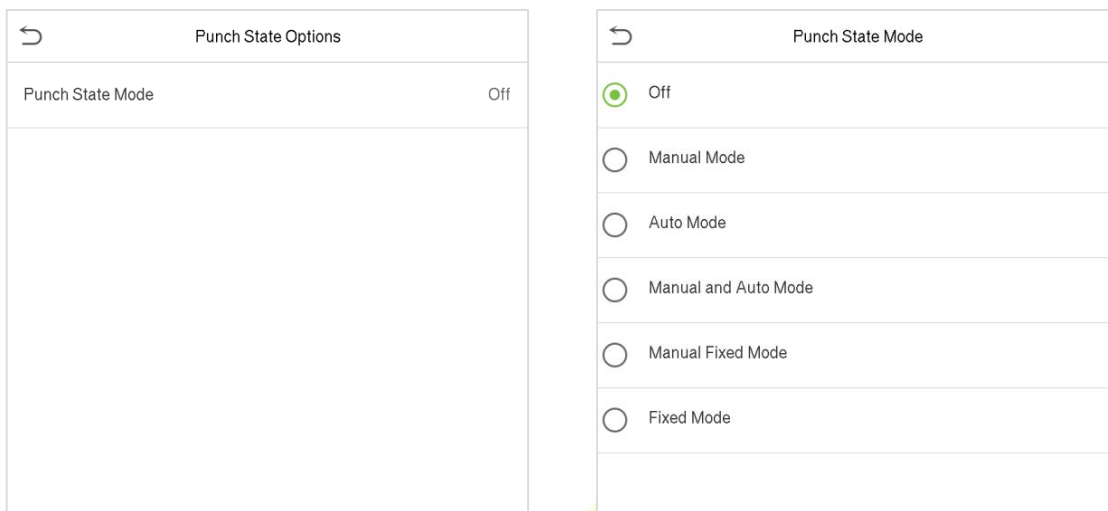 Punch State Options
Punch State Mode Off
Punch State Mode
Off
Manual Mode
Auto Mode
Manual and Auto Mode
Manual Fixed Mode
Fixed Mode